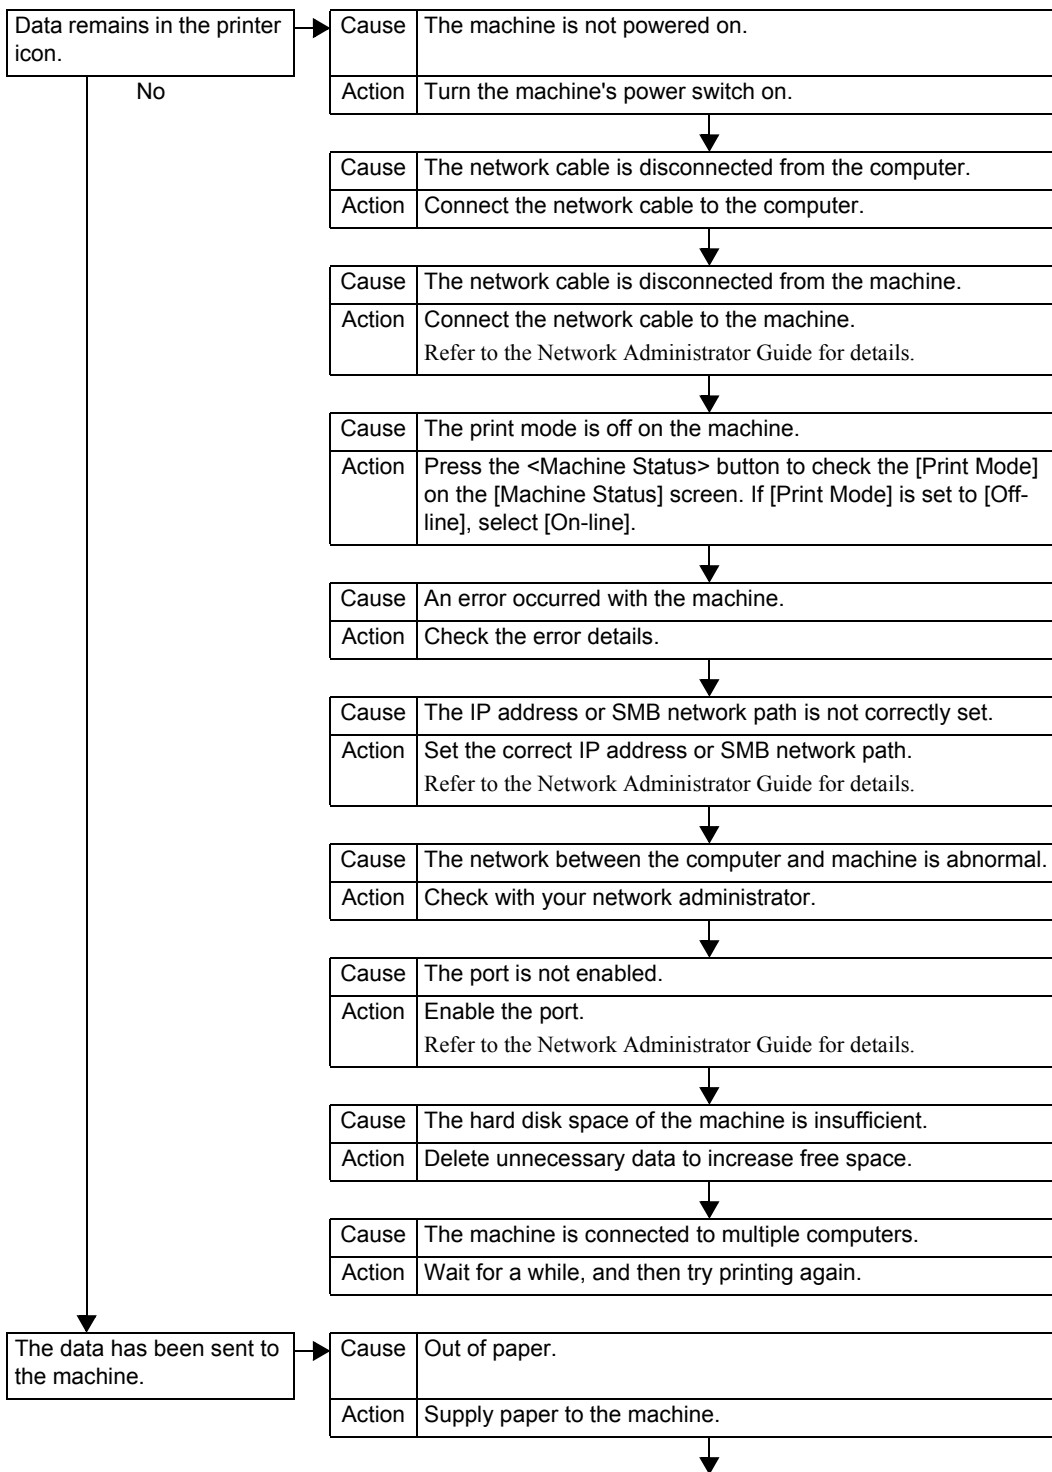 Data remains in the printer
icon.
Cause The machine is not powered on.
No
Action Turn the machine's power switch on.
Cause The network cable is disconnected from the computer.
Action Connect the network cable to the computer.
Cause The network cable is disconnected from the machine.
Action Connect the network cable to the machine.
Refer to the Network Administrator Guide for details.
Cause The print mode is off on the machine.
Action Press the <Machine Status> button to check the [Print Mode]
on the [Machine Status] screen. If [Print Mode] is set to [Off-
line], select [On-line].
Cause An error occurred with the machine.
Action Check the error details.
Cause The IP address or SMB network path is not correctly set.
Action Set the correct IP address or SMB network path.
Refer to the Network Administrator Guide for details.
Cause The network between the computer and machine is abnormal.
Action Check with your network administrator.
Cause The port is not enabled.
Action Enable the port.
Refer to the Network Administrator Guide for details.
Cause The hard disk space of the machine is insufficient.
Action Delete unnecessary data to increase free space.
Cause The machine is connected to multiple computers.
Action Wait for a while, and then try printing again.
The data has been sent to
the machine.
Cause Out of paper.
Action Supply paper to the machine.